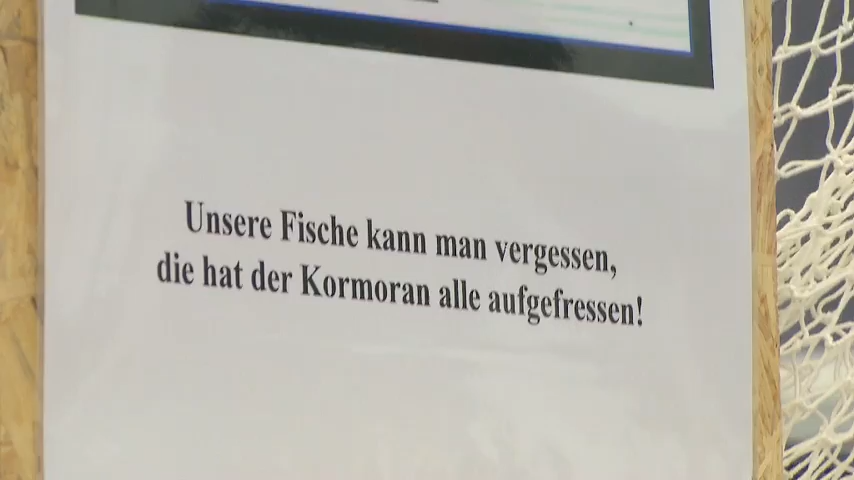 Unsere Fische kann man vergessen,
die hat der Kormoran alle aufgefressen!